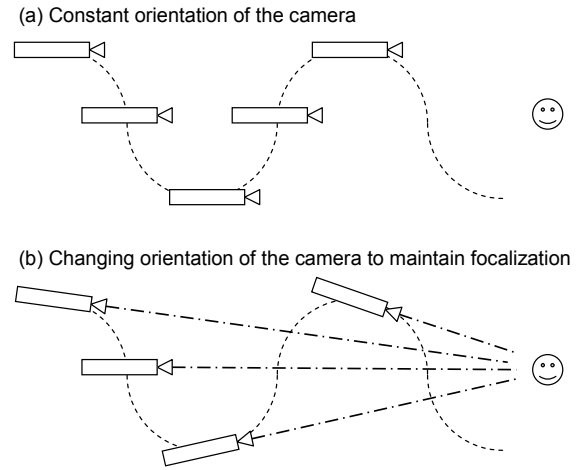 (a) Constant orientation of the camera
(b) Changing orientation of the camera to maintain focalization